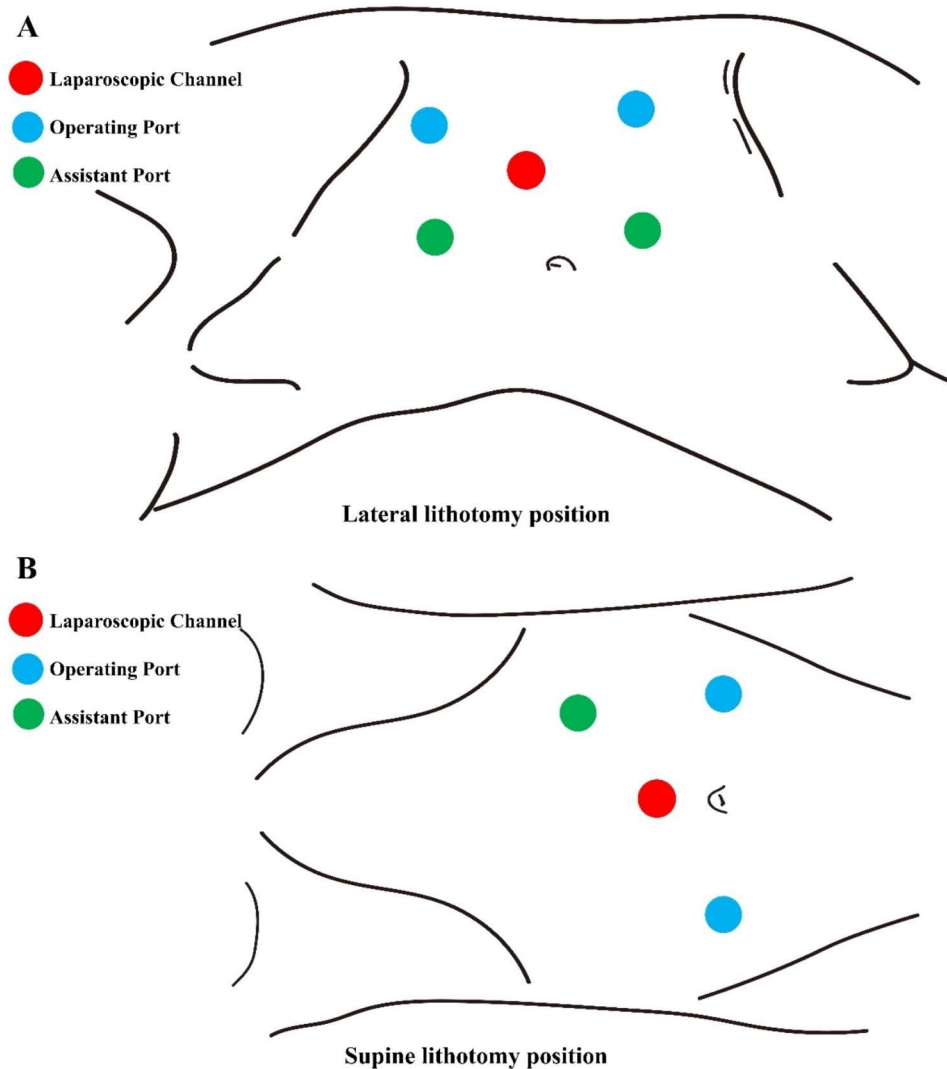 A
Laparoscopic Channel
Operating Port
Assistant Port
Lateral lithotomy position
B
Laparoscopic Channel
Operating Port
Assistant Port
Supine lithotomy position